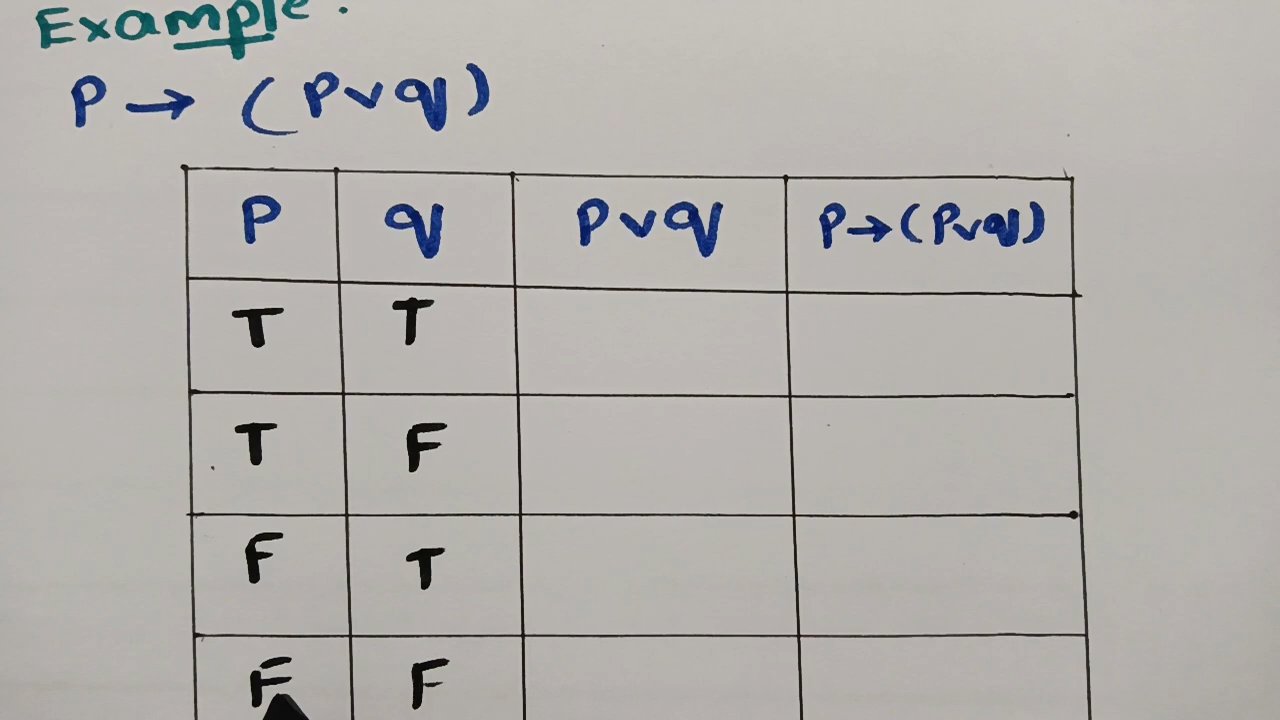 Example.
P → (P∨q)
P q P∨q P→(P∨q)
T T
T F
F T
F F